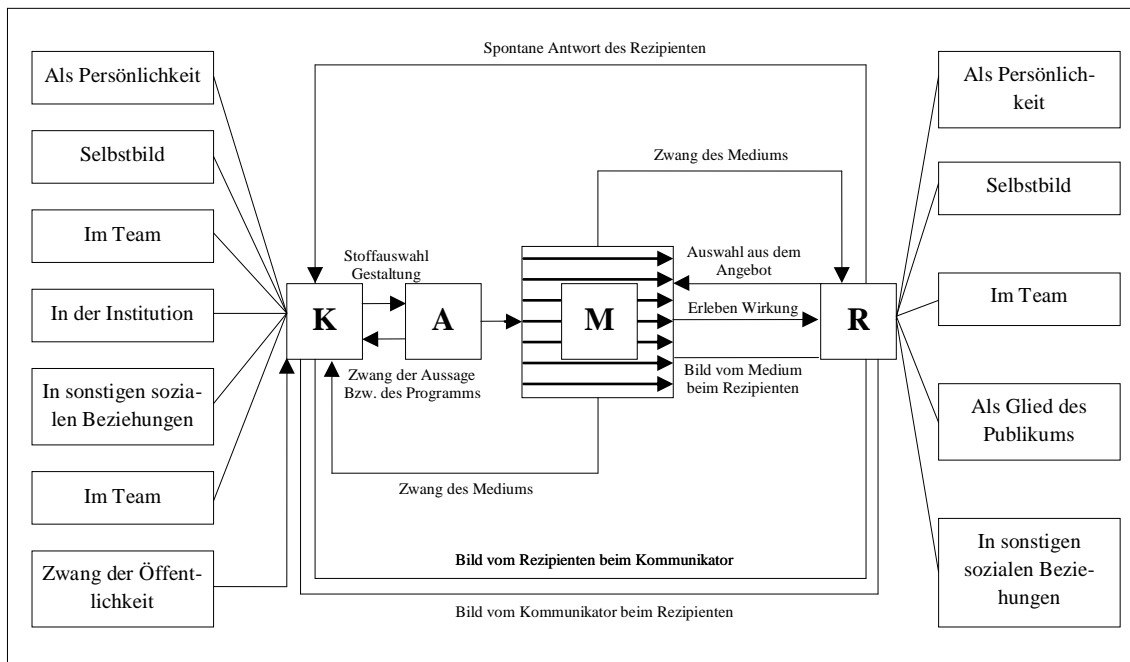 Spontane Antwort des Rezipienten
Als Persönlichkeit
Selbstbild
Im Team
In der Institution
In sonstigen sozia-
len Beziehungen
Im Team
Zwang der Öffent-
lichkeit
Zwang des Mediums
Stoffauswahl
Gestaltung
K
A
M
R
Zwang der Aussage
Bzw. des Programms
Auswahl aus dem
Angebot
Erleben Wirkung
Bild vom Medium
beim Rezipienten
Zwang des Mediums
Bild vom Rezipienten beim Kommunikator
Bild vom Kommunikator beim Rezipienten
Als Persönlich-
keit
Selbstbild
Im Team
Als Glied des
Publikums
In sonstigen
sozialen Bezie-
hungen